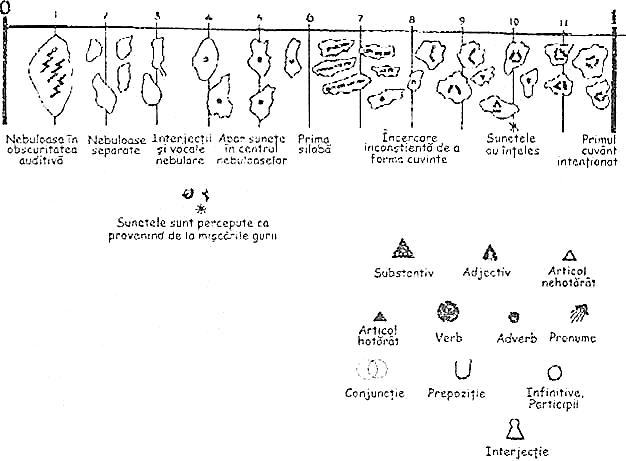 0 1 2 3 4 5 6 7 8 9 10 11
Nebuloasa în
obscuritatea
auditivă
Nebuloase
separate
Interjecții
și vocale
nebulare
Apar sunete
în centrul
nebuloaselor
Prima
silabă
Încercare
inconștientă de a
forma cuvinte
Sunetele
au înțeles
Primul
cuvânt
intenționat
Sunetele sunt percepute ca
provenind de la mișcările gurii
Substantiv
Adjectiv
Articol
nehotărât
Articol
hotărât
Verb
Adverb
Pronume
Conjuncție
Prepoziție
Infinitive,
Participii
Interjecție